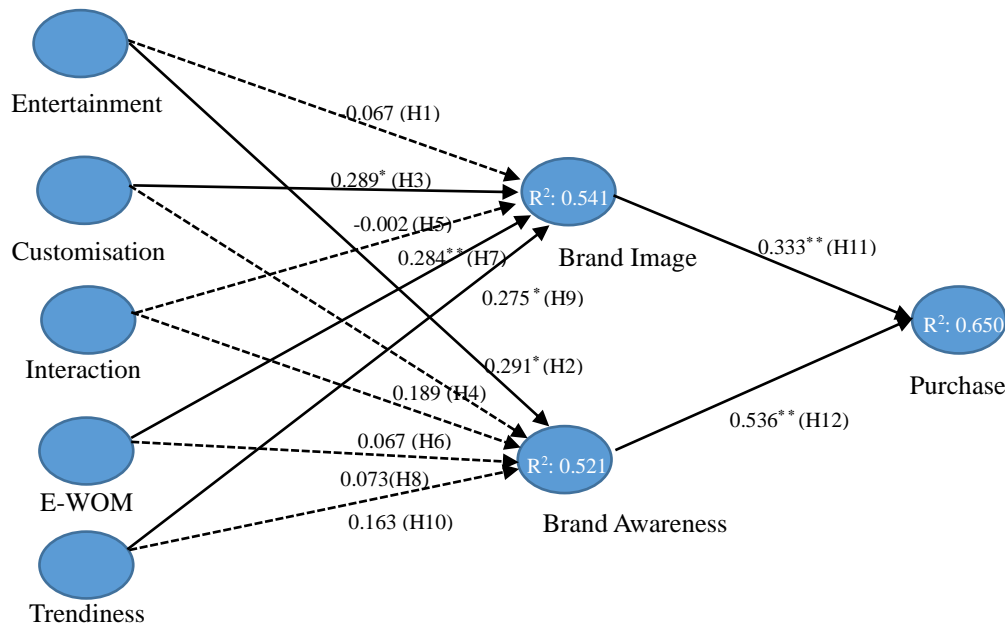 Entertainment
0.067 (H1)
0.289* (H3)
R²: 0.541
-0.002 (H5)
Customisation
0.284** (H7)
Brand Image
0.333** (H11)
0.275* (H9)
R²: 0.650
Interaction
0.291* (H2)
Purchase
0.189 (H4)
0.536** (H12)
0.067 (H6)
R²: 0.521
0.073(H8)
E-WOM
0.163 (H10)
Brand Awareness
Trendiness